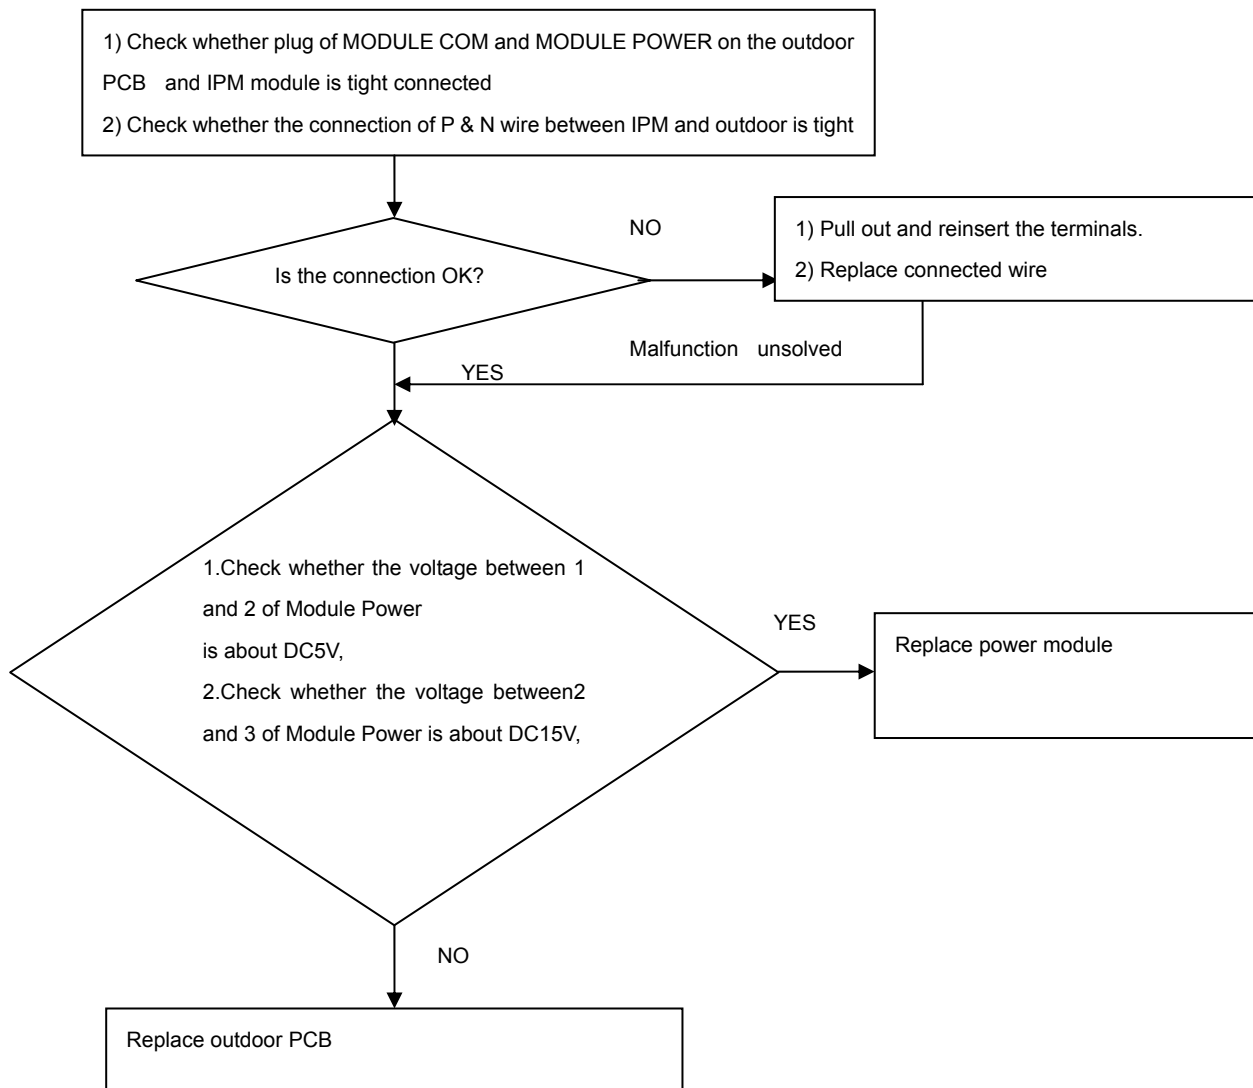 1) Check whether plug of MODULE COM and MODULE POWER on the outdoor
PCB and IPM module is tight connected
2) Check whether the connection of P & N wire between IPM and outdoor is tight
NO
1) Pull out and reinsert the terminals.
2) Replace connected wire
Is the connection OK?
Malfunction unsolved
YES
1.Check whether the voltage between 1
and 2 of Module Power
is about DC5V,
2.Check whether the voltage between2
and 3 of Module Power is about DC15V,
YES
Replace power module
NO
Replace outdoor PCB